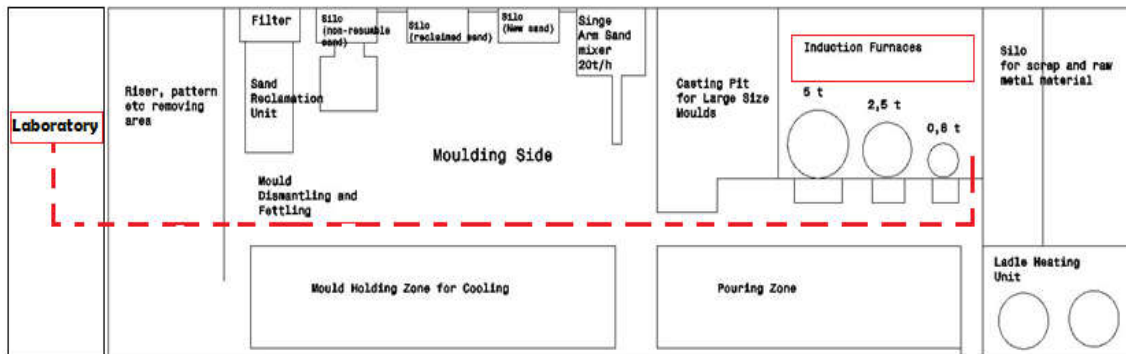 Laboratory
Riser, pattern
etc removing
area
Filter
Sand
Reclamation
Unit
Silo
(non-resuable
sand)
Silo
(reclaimed sand)
Silo
(New sand)
Singe
Arm Sand
mixer
20t/h
Moulding Side
Mould
Dismantling and
Fettling
Casting Pit
for Large Size
Moulds
Induction Furnaces
5 t
2,5 t
0,8 t
Silo
for scrap and raw
metal material
Mould Holding Zone for Cooling
Pouring Zone
Ladle Heating
Unit